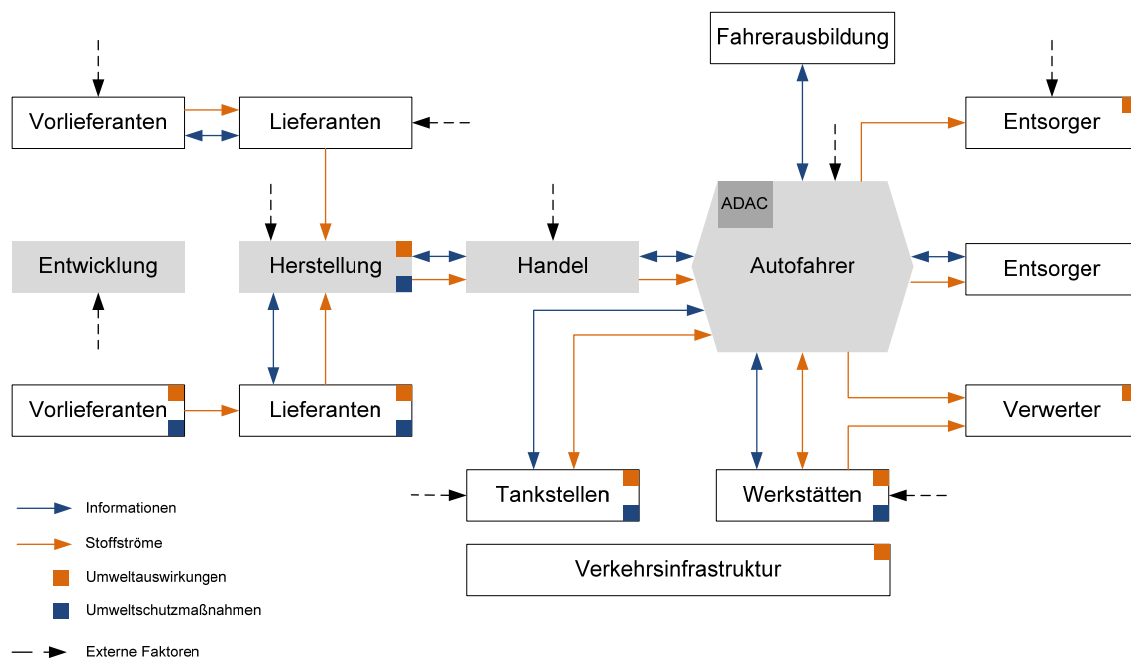 Fahrerausbildung
Vorlieferanten
Lieferanten
Entsorger
ADAC
Entwicklung
Herstellung
Handel
Autofahrer
Entsorger
Vorlieferanten
Lieferanten
Verwerter
Tankstellen
Werkstätten
Informationen
Stoffströme
Verkehrsinfrastruktur
Umweltauswirkungen
Umweltschutzmaßnahmen
Externe Faktoren